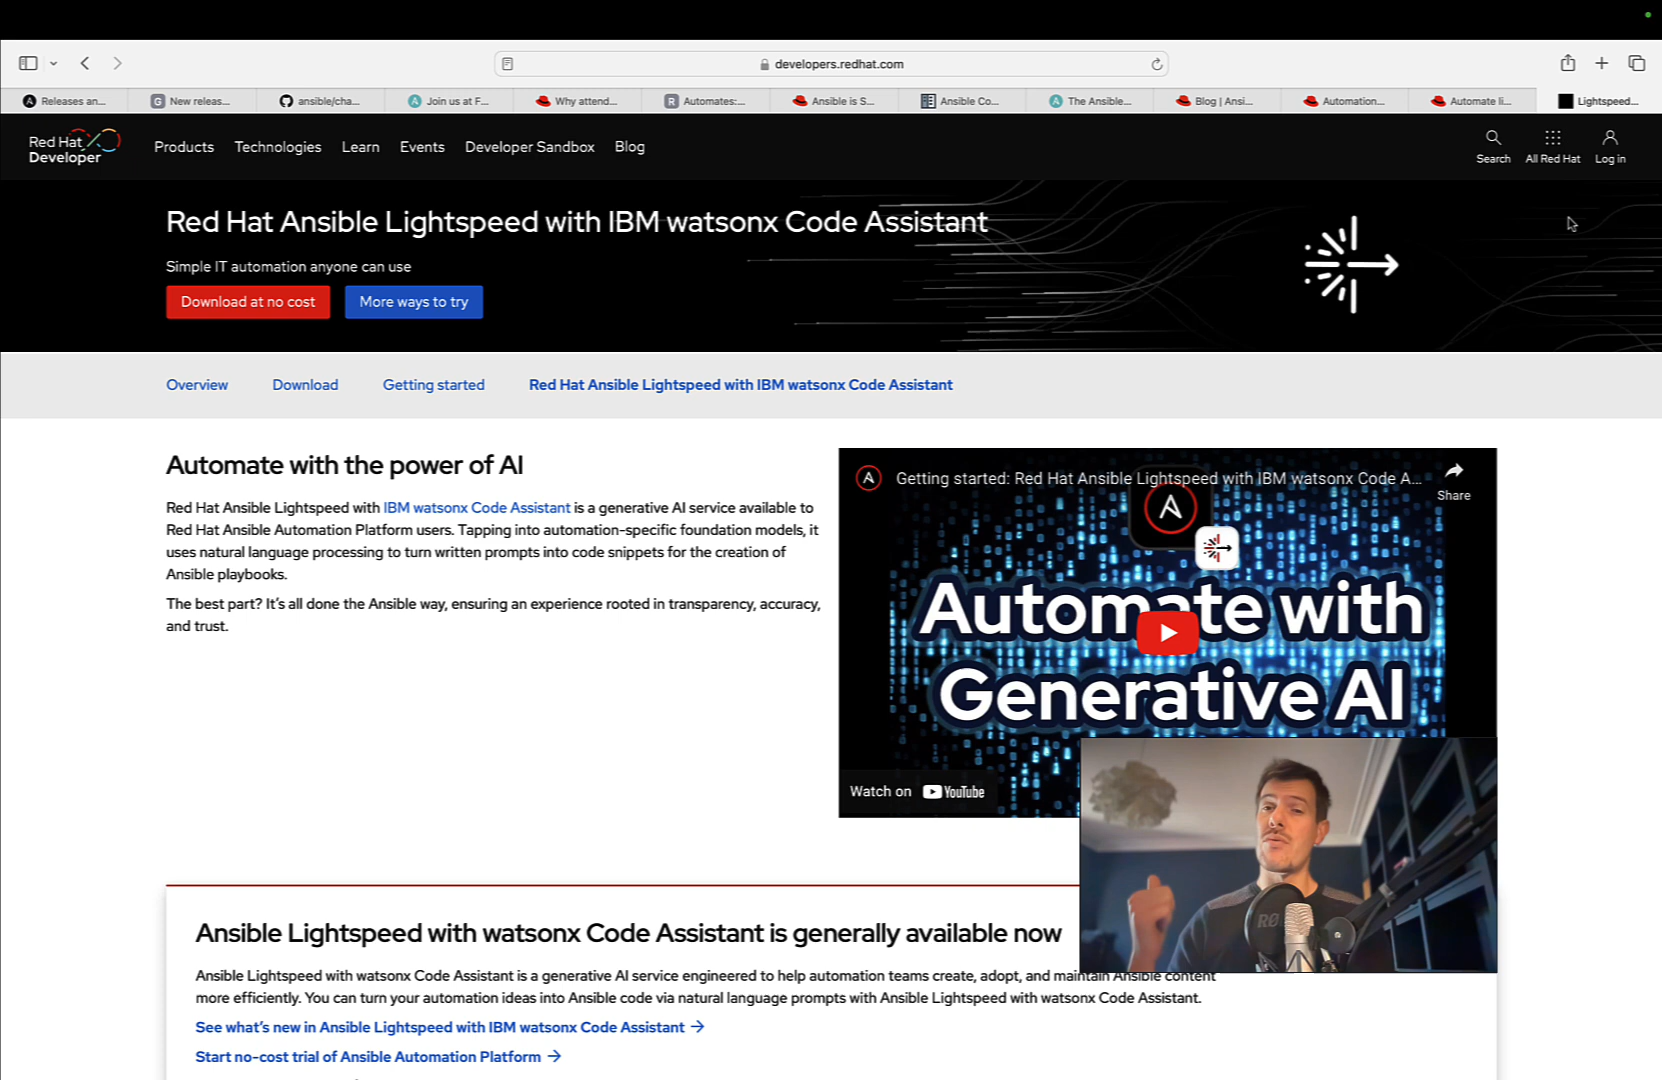 developers.redhat.com
Releases an...
New releas...
ansible/cha...
Join us at F...
Why attend...
Automates:...
Ansible is S...
Ansible Co...
The Ansible...
Blog | Ansi...
Automation...
Automate li...
Lightspeed...
Red Hat
Developer
Products
Technologies
Learn
Events
Developer Sandbox
Blog
Search
All Red Hat
Log in
Red Hat Ansible Lightspeed with IBM watsonx Code Assistant
Simple IT automation anyone can use
Download at no cost
More ways to try
Overview
Download
Getting started
Red Hat Ansible Lightspeed with IBM watsonx Code Assistant
Automate with the power of AI
Red Hat Ansible Lightspeed with IBM watsonx Code Assistant is a generative AI service available to
Red Hat Ansible Automation Platform users. Tapping into automation-specific foundation models, it
uses natural language processing to turn written prompts into code snippets for the creation of
Ansible playbooks.
The best part? It's all done the Ansible way, ensuring an experience rooted in transparency, accuracy,
and trust.
Getting started: Red Hat Ansible Lightspeed with IBM watsonx Code A...
Share
Automate with
Generative AI
Watch on YouTube
RØ
Ansible Lightspeed with watsonx Code Assistant is generally available now
Ansible Lightspeed with watsonx Code Assistant is a generative AI service engineered to help automation teams create, adopt, and maintain Ansible content
more efficiently. You can turn your automation ideas into Ansible code via natural language prompts with Ansible Lightspeed with watsonx Code Assistant.
See what's new in Ansible Lightspeed with IBM watsonx Code Assistant →
Start no-cost trial of Ansible Automation Platform →